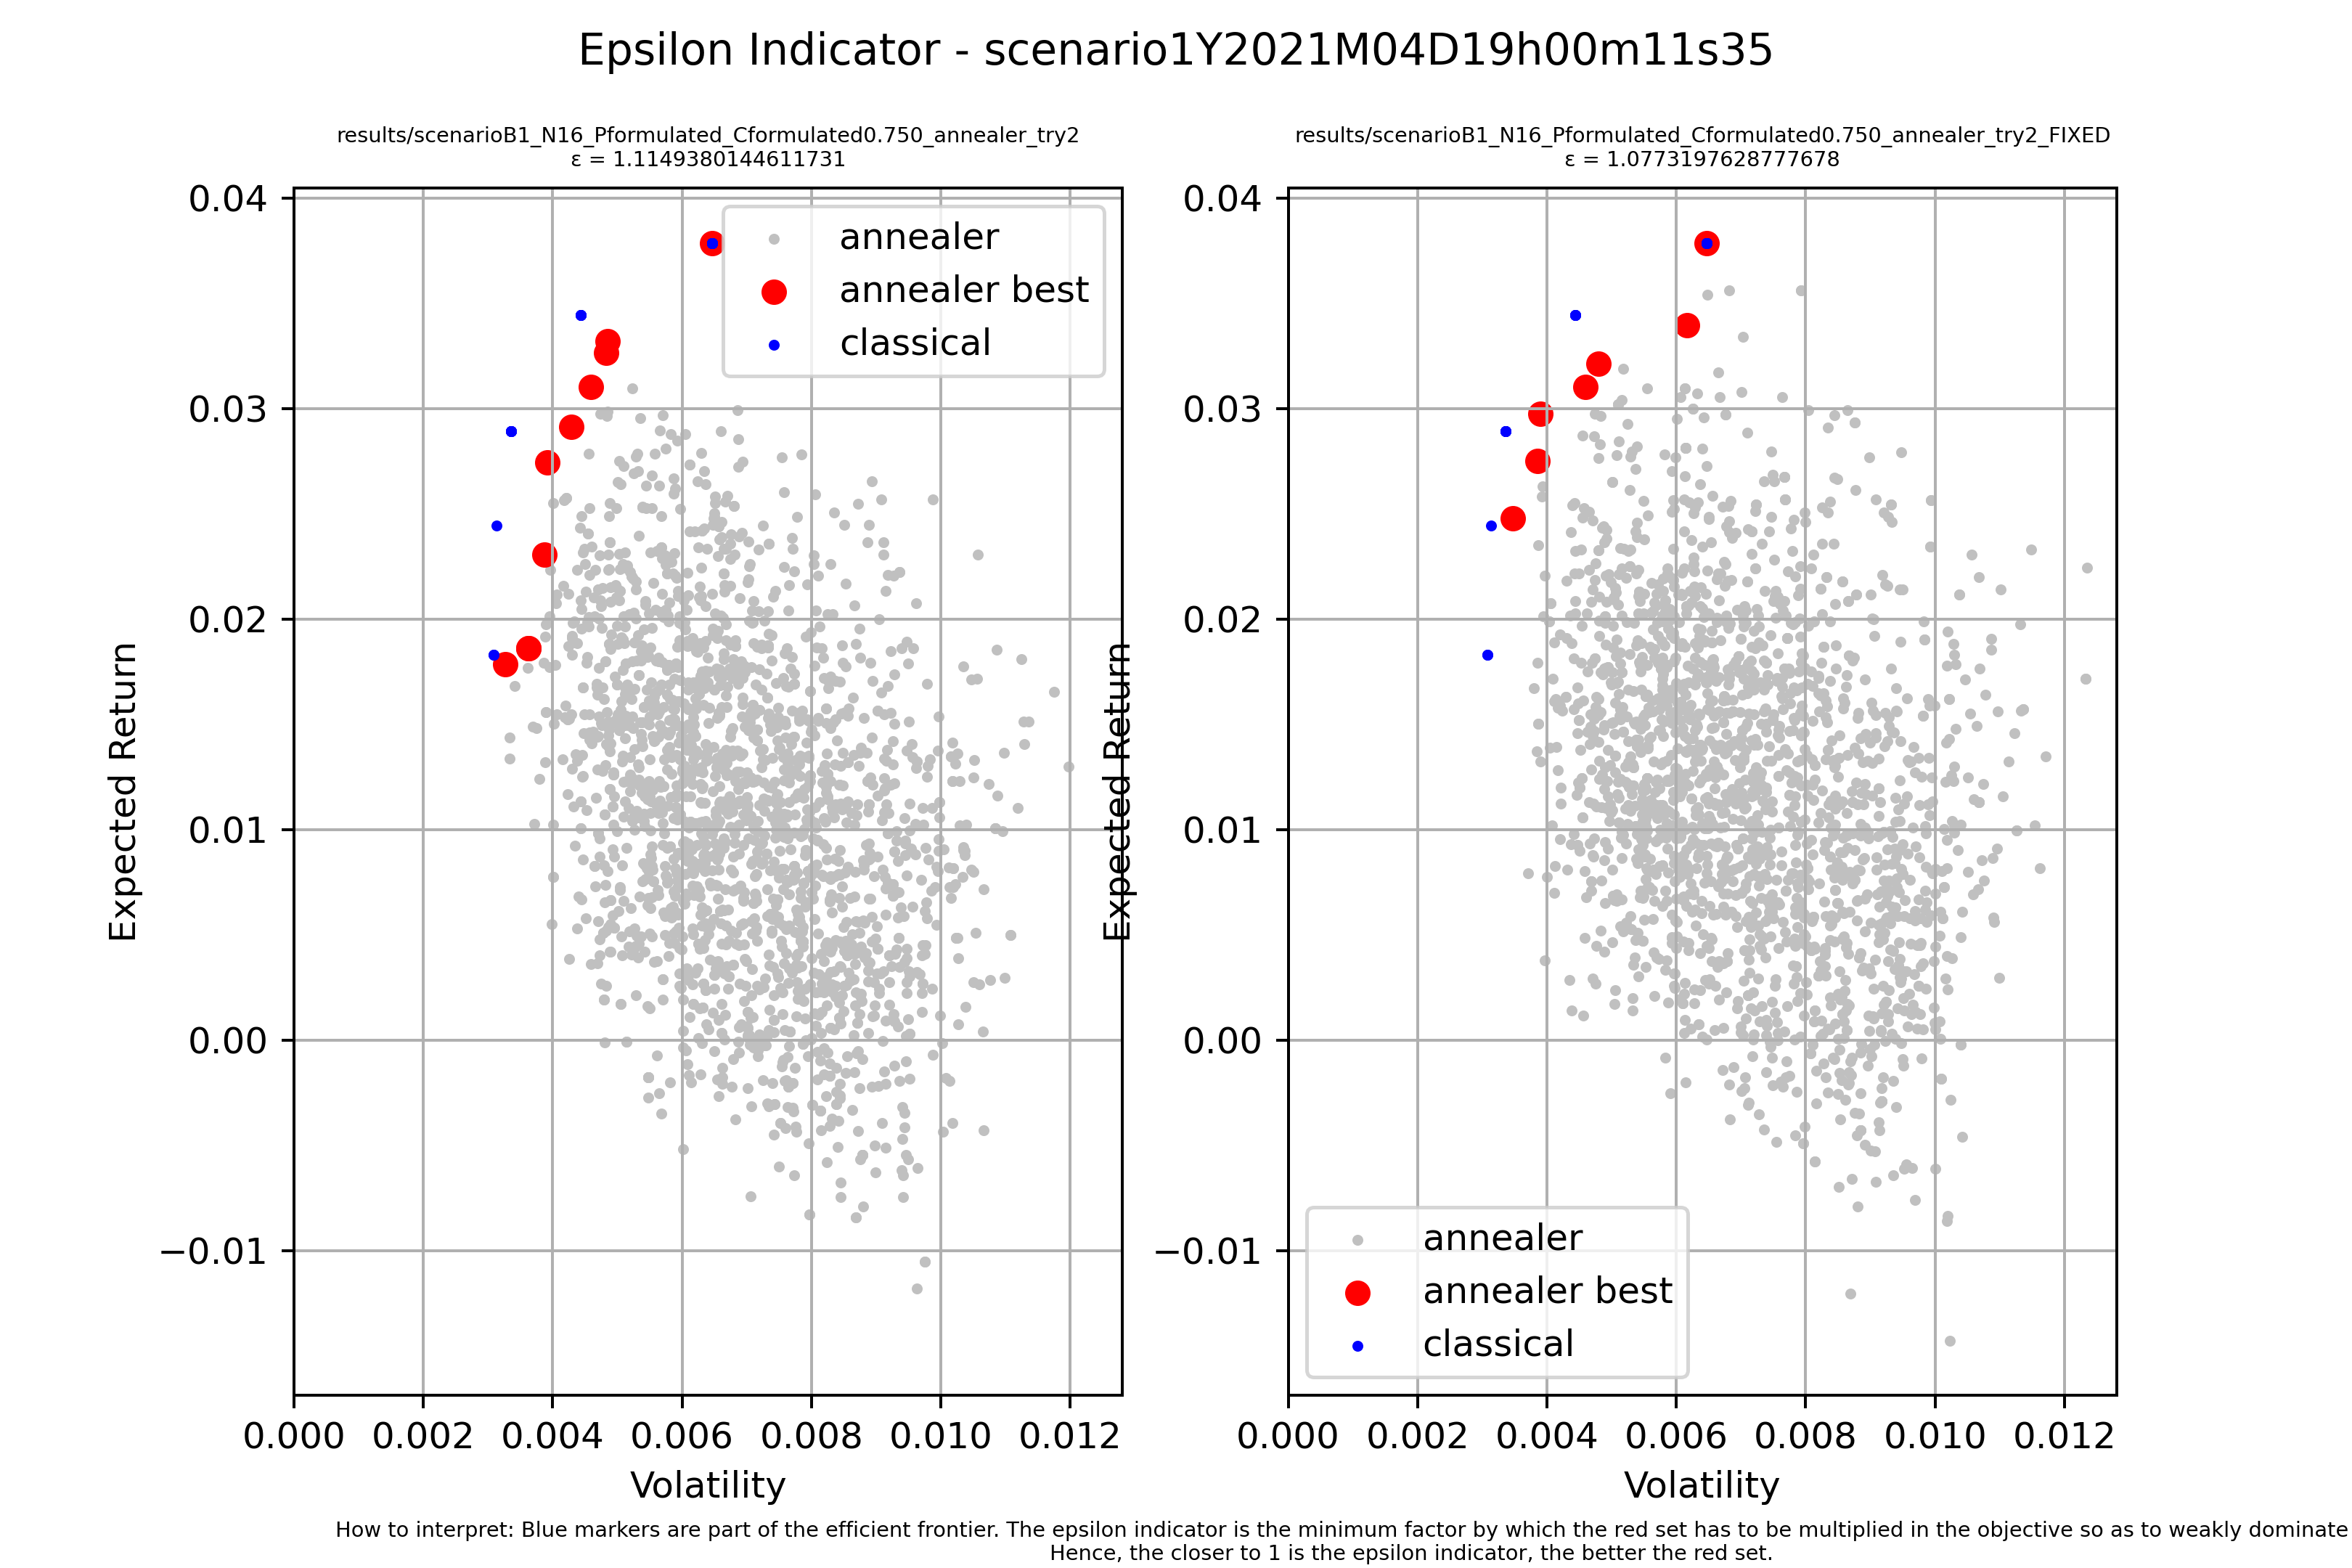 Epsilon Indicator - scenario1Y2021M04D19h00m11s35
results/scenarioB1_N16_Pformulated_Cformulated0.750_annealer_try2
ε = 1.1149380144611731
0.04
0.03
0.02
0.01
0.00
−0.01
Expected Return
annealer
annealer best
classical
0.000 0.002 0.004 0.006 0.008 0.010 0.012
Volatility
results/scenarioB1_N16_Pformulated_Cformulated0.750_annealer_try2_FIXED
ε = 1.0773197628777678
0.04
0.03
0.02
0.01
0.00
−0.01
Expected Return
annealer
annealer best
classical
0.000 0.002 0.004 0.006 0.008 0.010 0.012
Volatility
How to interpret: Blue markers are part of the efficient frontier. The epsilon indicator is the minimum factor by which the red set has to be multiplied in the objective so as to weakly dominate
Hence, the closer to 1 is the epsilon indicator, the better the red set.